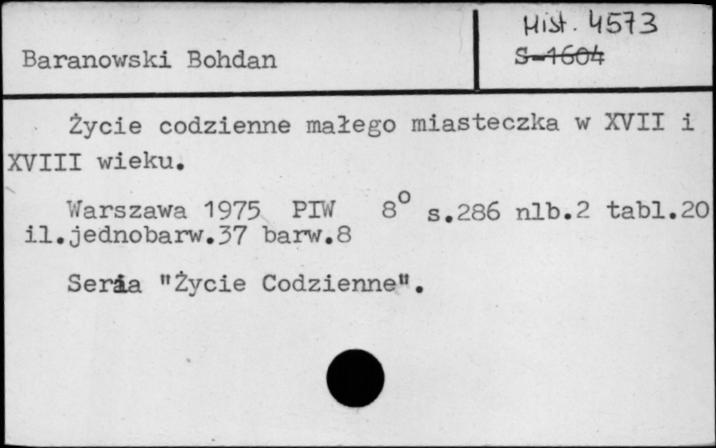 Hist. 4573
Baranowski Bohdan
S-1604
Życie codzienne małego miasteczka w XVII i
XVIII wieku.
Warszawa 1975 PIW 8° s.286 nlb.2 tabl.20
il.jednobarw.37 barw.8
Seria "Życie Codzienne".